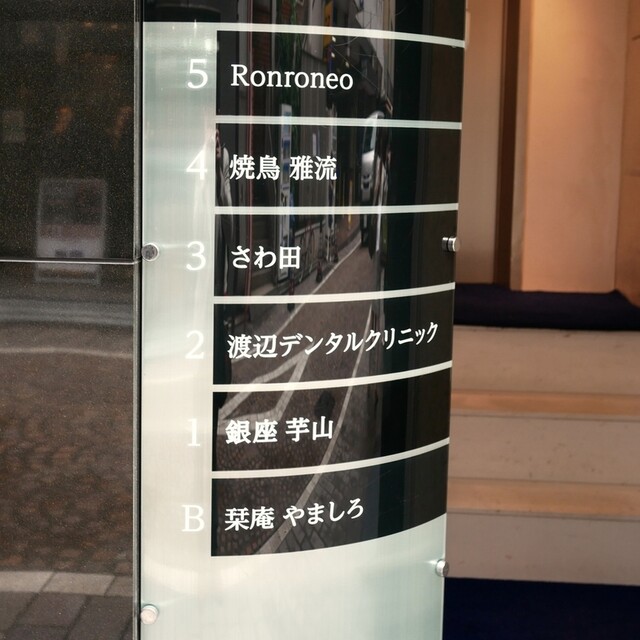 5 Ronroneo
4 焼鳥 雅流
3 さわ田
2 渡辺デンタルクリニック
1 銀座 芋山
B 栞庵 やましろ